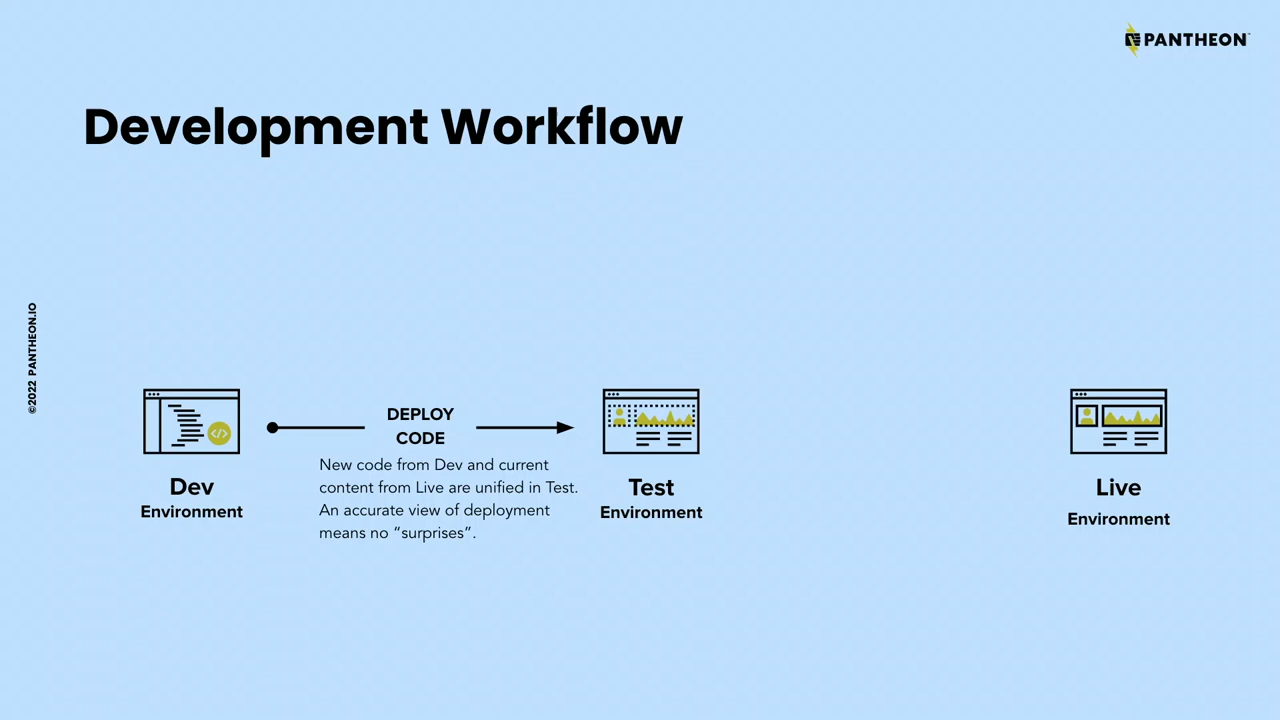 PANTHEON
Development Workflow
©2022 PANTHEON.IO
DEPLOY
CODE
New code from Dev and current
content from Live are unified in Test.
An accurate view of deployment
means no “surprises”.
Dev
Environment
Test
Environment
Live
Environment